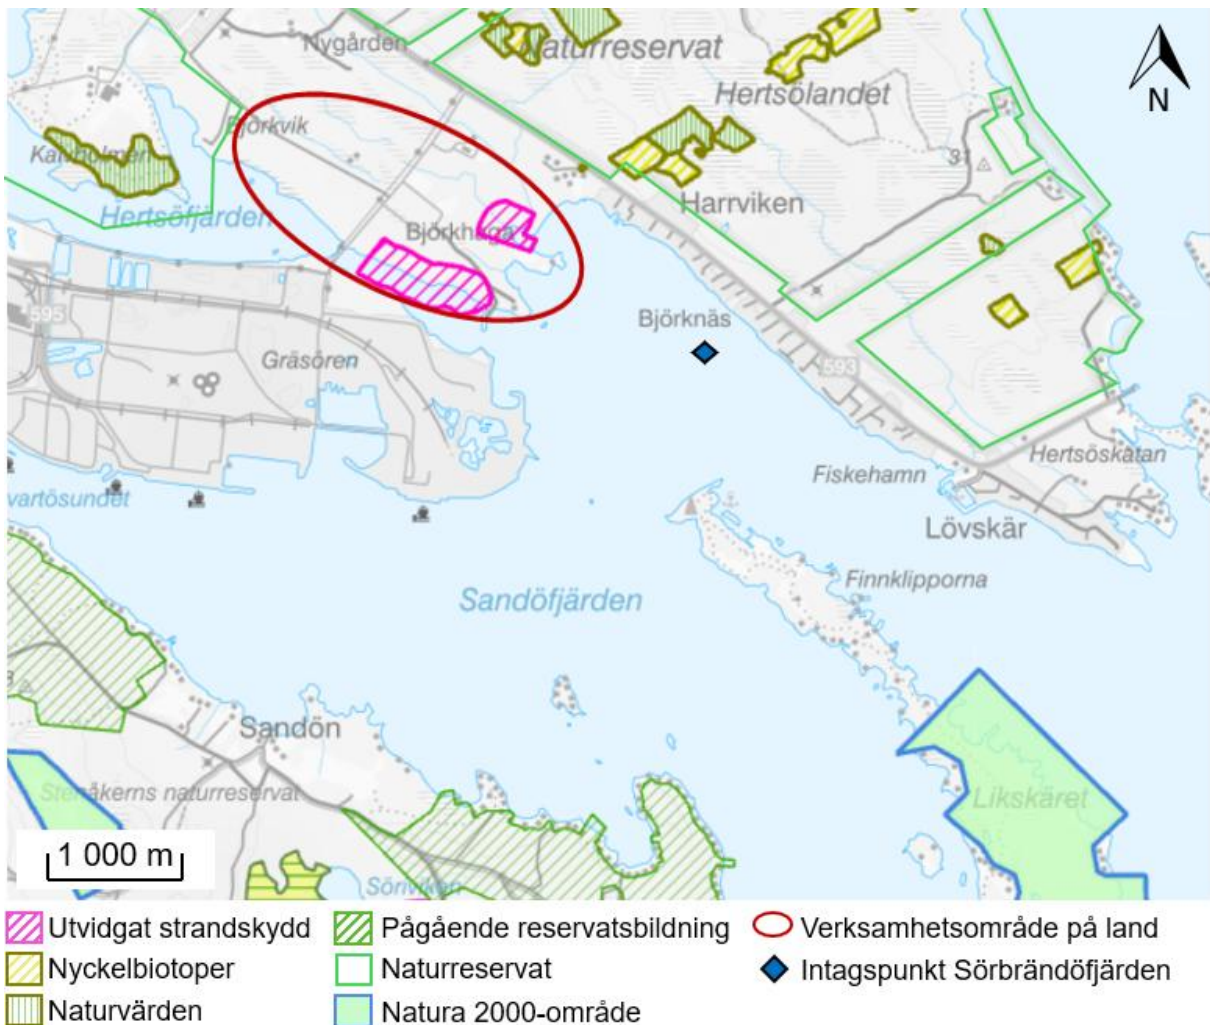 Nygården
Naturreservat
Hertsölandet
N
Björkvik
Kalvholmen
31
Hertsöfjärden
Björkhuga
Harrviken
595
Björknäs
Gräsören
593
Fiskehamn
Hertsöskatan
vartösundet
Lövskär
Finnklipporna
Sandöfjärden
Sandön
Stenåkerns naturreservat
Likskäret
1 000 m
Sörviken
Utvidgat strandskydd
Pågående reservatsbildning
Verksamhetsområde på land
Nyckelbiotoper
Naturreservat
Intagspunkt Sörbrändöfjärden
Naturvärden
Natura 2000-område